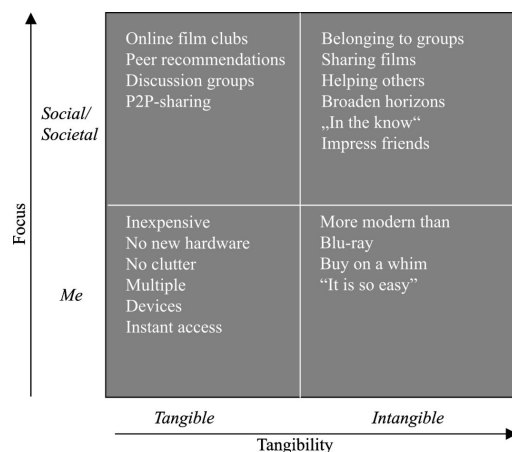 Online film clubs
Peer recommendations
Discussion groups
P2P-sharing
Belonging to groups
Sharing films
Helping others
Broaden horizons
„In the know“
Impress friends
Social/
Societal
Focus
Inexpensive
No new hardware
No clutter
Multiple
Devices
Instant access
More modern than
Blu-ray
Buy on a whim
“It is so easy”
Me
Tangible
Intangible
Tangibility